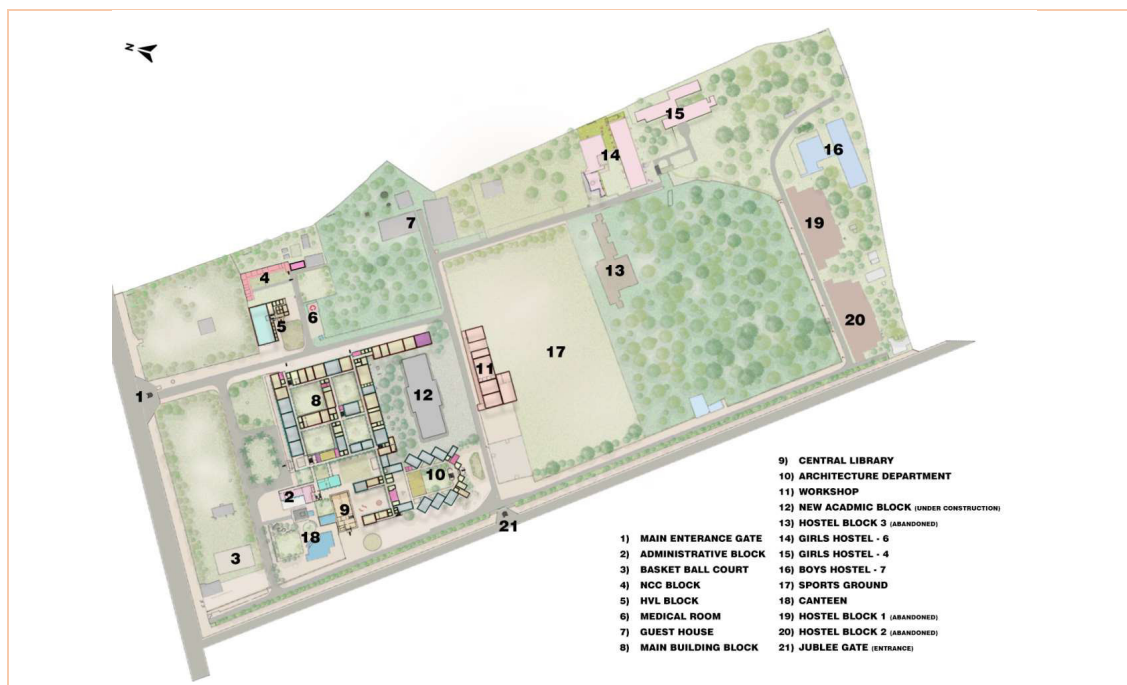 N
15
14
16
7
19
4
13
6
5
20
17
11
1
8
12
10
2
9
21
18
3
9) CENTRAL LIBRARY
10) ARCHITECTURE DEPARTMENT
11) WORKSHOP
12) NEW ACADMIC BLOCK (UNDER CONSTRUCTION)
13) HOSTEL BLOCK 3 (ABANDONED)
1) MAIN ENTERANCE GATE 14) GIRLS HOSTEL - 6
2) ADMINISTRATIVE BLOCK 15) GIRLS HOSTEL - 4
3) BASKET BALL COURT 16) BOYS HOSTEL - 7
4) NCC BLOCK 17) SPORTS GROUND
5) HVL BLOCK 18) CANTEEN
6) MEDICAL ROOM 19) HOSTEL BLOCK 1 (ABANDONED)
7) GUEST HOUSE 20) HOSTEL BLOCK 2 (ABANDONED)
8) MAIN BUILDING BLOCK 21) JUBLEE GATE (ENTRANCE)